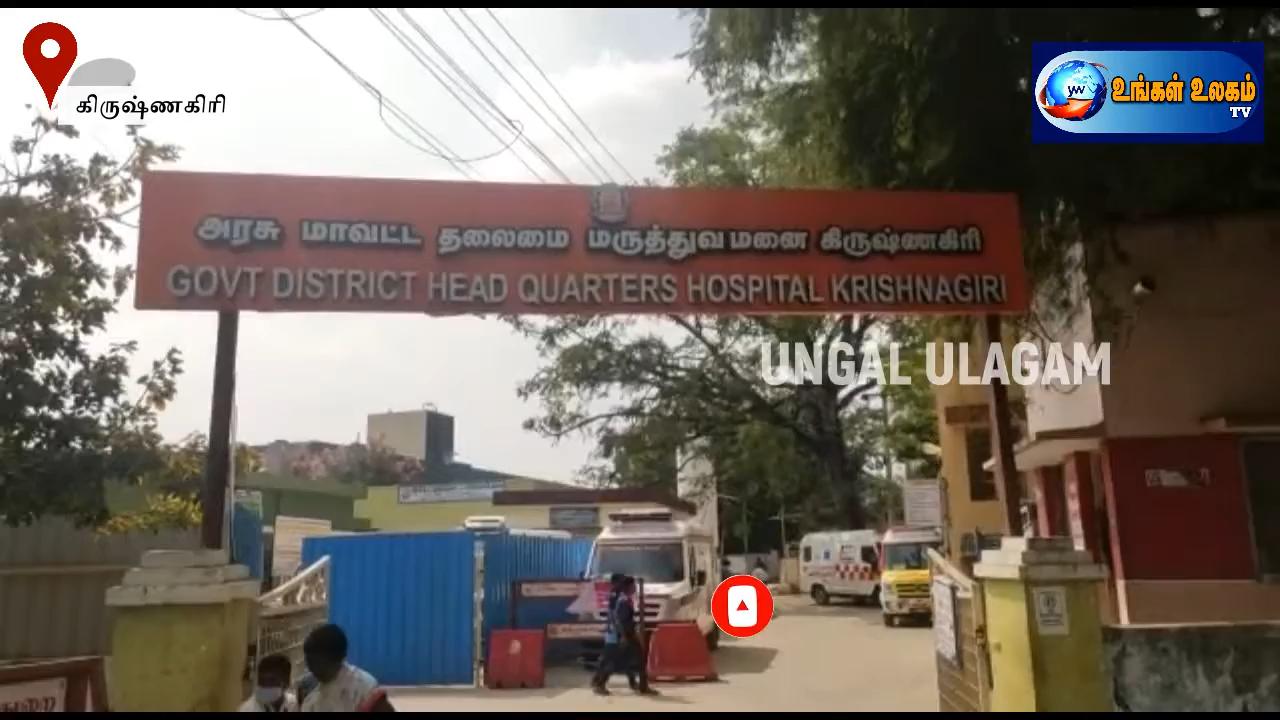 கிருஷ்ணகிரி
உங்கள் உலகம்
TV
அரசு மாவட்ட தலைமை மருத்துவமனை கிருஷ்ணகிரி
GOVT DISTRICT HEAD QUARTERS HOSPITAL KRISHNAGIRI
UNGAL ULAGAM